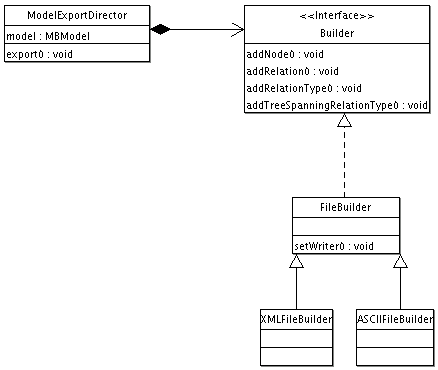 ModelExportDirector
model : MBModel
export() : void
<<Interface>>
Builder
addNode() : void
addRelation() : void
addRelationType() : void
addTreeSpanningRelationType() : void
FileBuilder
setWriter() : void
XMLFileBuilder
ASCIIFileBuilder